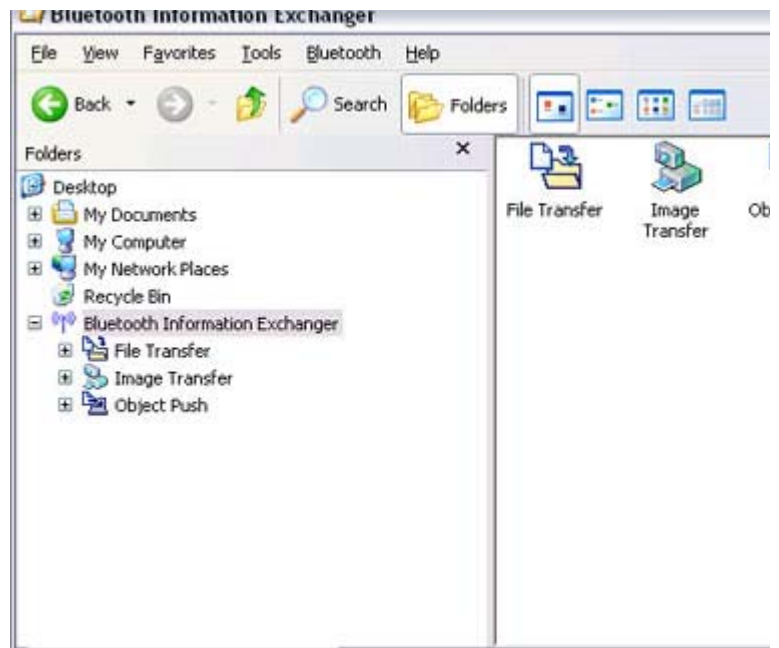 Bluetooth Information Exchanger
File View Favorites Tools Bluetooth Help
Back Search Folders
Folders
Desktop
My Documents
My Computer
My Network Places
Recycle Bin
Bluetooth Information Exchanger
File Transfer
Image Transfer
Object Push
File Transfer
Image
Transfer
Ob